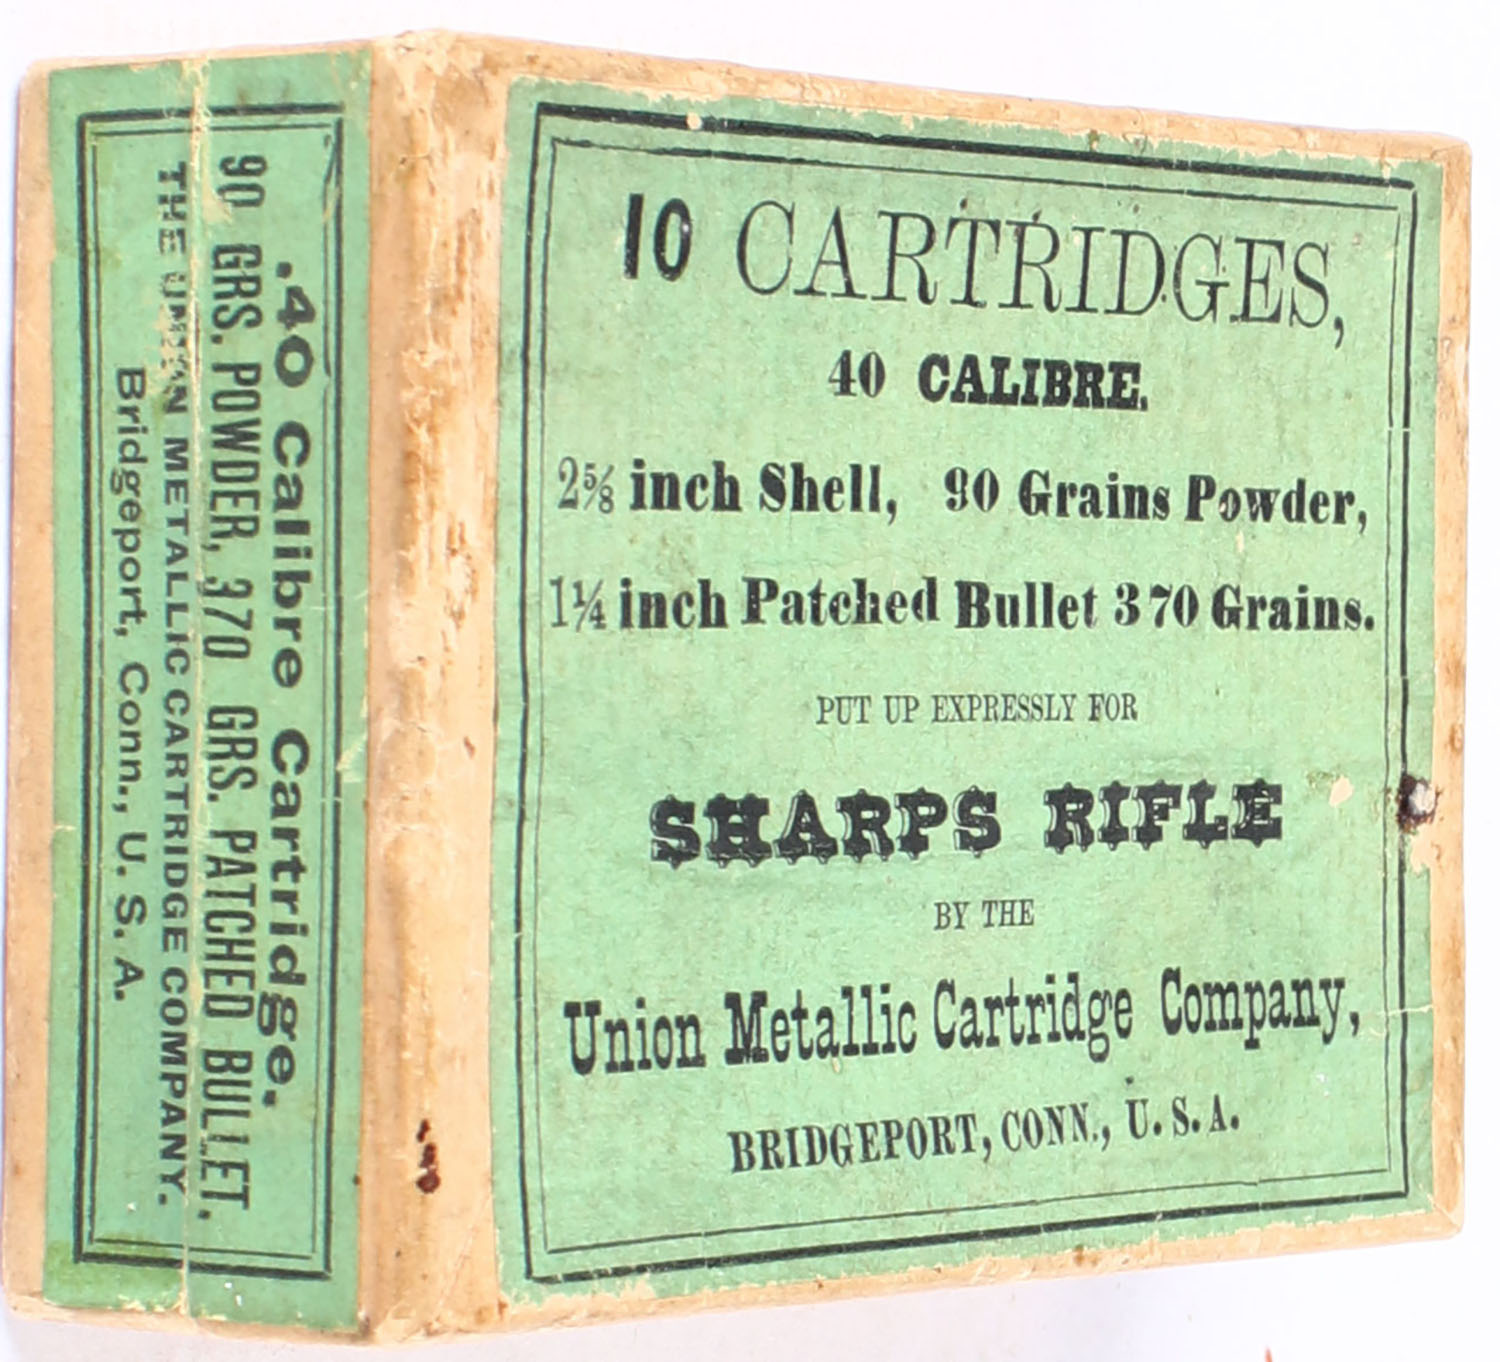 10 CARTRIDGES,
40 CALIBRE.
2⅝ inch Shell, 90 Grains Powder,
1¼ inch Patched Bullet 370 Grains.
PUT UP EXPRESSLY FOR
SHARPS RIFLE
BY THE
Union Metallic Cartridge Company,
BRIDGEPORT, CONN., U. S. A.
.40 Calibre Cartridge.
90 GRS. POWDER, 370 GRS. PATCHED BULLET.
THE UNION METALLIC CARTRIDGE COMPANY.
Bridgeport, Conn., U. S. A.